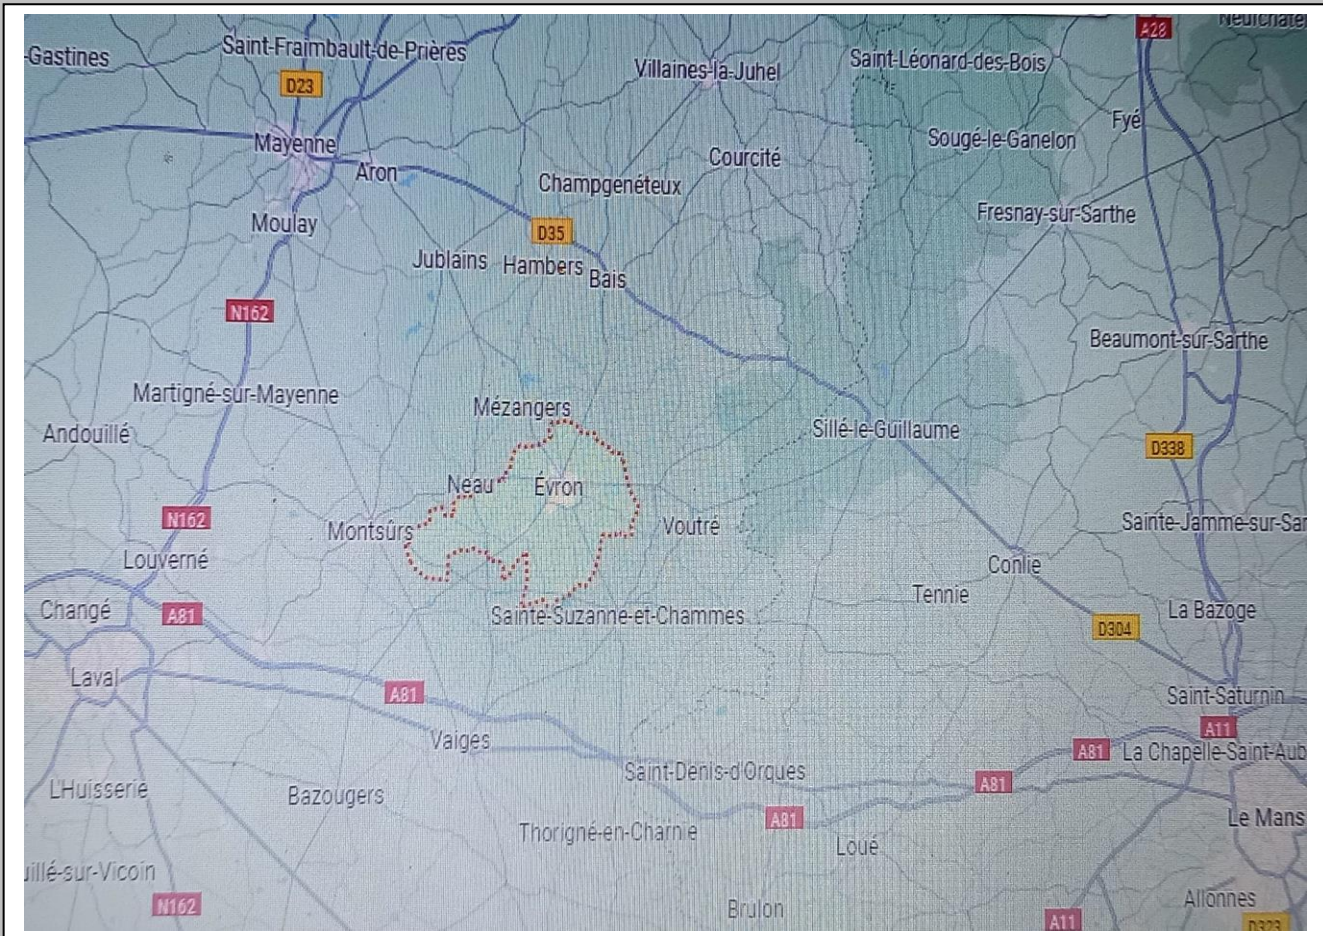 Neufchâtel
A28
Saint-Fraimbault-de-Prières
-Gastines
Villaines-la-Juhel
Saint-Léonard-des-Bois
D23
Fyé
Mayenne
Sougé-le-Ganelon
Aron
Courcité
Champgenéteux
Fresnay-sur-Sarthe
Moulay
D35
Jublains
Hambers
Bais
N162
Beaumont-sur-Sarthe
Martigné-sur-Mayenne
Mézangers
Andouillé
Sillé-le-Guillaume
D338
Neau
Évron
N162
Montsûrs
Voutré
Sainte-Jamme-sur-Sar
Louverné
Conlie
Tennie
Changé
A81
Sainte-Suzanne-et-Chammes
La Bazoge
D304
Laval
A81
Saint-Saturnin
A11
Vaiges
A81
La Chapelle-Saint-Aub
Saint-Denis-d'Orques
A81
L'Huisserie
Bazougers
A81
Le Mans
Thorigné-en-Charnie
Loué
uillé-sur-Vicoin
N162
Brulon
Allonnes
A11
D323